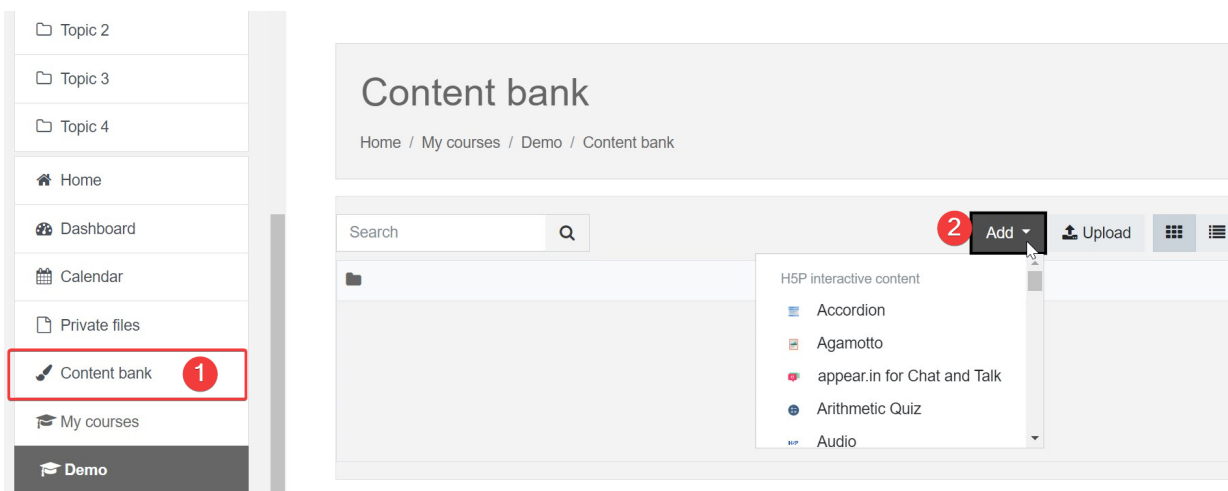 Topic 2
Topic 3
Topic 4
Home
Dashboard
Calendar
Private files
Content bank 1
My courses
Demo
Content bank
Home / My courses / Demo / Content bank
Search
2 Add Upload
H5P interactive content
Accordion
Agamotto
appear.in for Chat and Talk
Arithmetic Quiz
H5P Audio